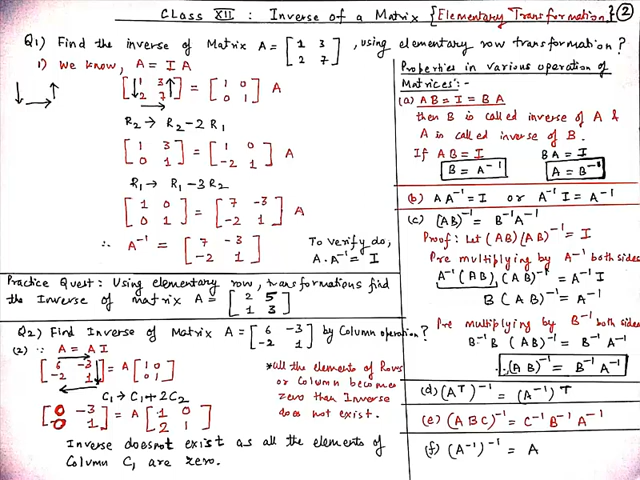 CLASS XII : Inverse of a Matrix {Elementary Transformation} (2)
Q1) Find the inverse of Matrix A = [1 3
2 7], using elementary row transformation?
1) We know, A = I A
[1 3
2 7] = [1 0
0 1] A
R2 → R2 - 2R1
[1 3
0 1] = [1 0
-2 1] A
R1 → R1 - 3R2
[1 0
0 1] = [7 -3
-2 1] A
∴ A⁻¹ = [7 -3
-2 1]
To verify do,
A.A⁻¹ = I
Practice Quest: Using elementary row, transformations find
the Inverse of matrix A = [2 5
1 3]
Q2) Find Inverse of Matrix A = [6 -3
-2 1] by Column operation?
(2) ∵ A = A I
[6 -3
-2 1] = A [1 0
0 1]
C1 → C1 + 2C2
[0 -3
0 1] = A [1 0
2 1]
*all the elements of Rows
or Column becomes
zero than Inverse
does not exist.
Inverse does not exist as all the elements of
Column C1 are zero.
Properties in various operation of
Matrices:-
(a) AB = I = BA
then B is called inverse of A &
A is called inverse of B.
If AB = I BA = I
B = A⁻¹ A = B⁻¹
(b) AA⁻¹ = I or A⁻¹ I = A⁻¹
(c) (AB)⁻¹ = B⁻¹A⁻¹
Proof: Let (AB)(AB)⁻¹ = I
Pre multiplying by A⁻¹ both sides
A⁻¹(AB)(AB)⁻¹ = A⁻¹ I
B(AB)⁻¹ = A⁻¹
Pre multiplying by B⁻¹ both sides
B⁻¹B (AB)⁻¹ = B⁻¹ A⁻¹
∴ (AB)⁻¹ = B⁻¹ A⁻¹
(d) (Aᵀ)⁻¹ = (A⁻¹)ᵀ
(e) (ABC)⁻¹ = C⁻¹ B⁻¹ A⁻¹
(f) (A⁻¹)⁻¹ = A